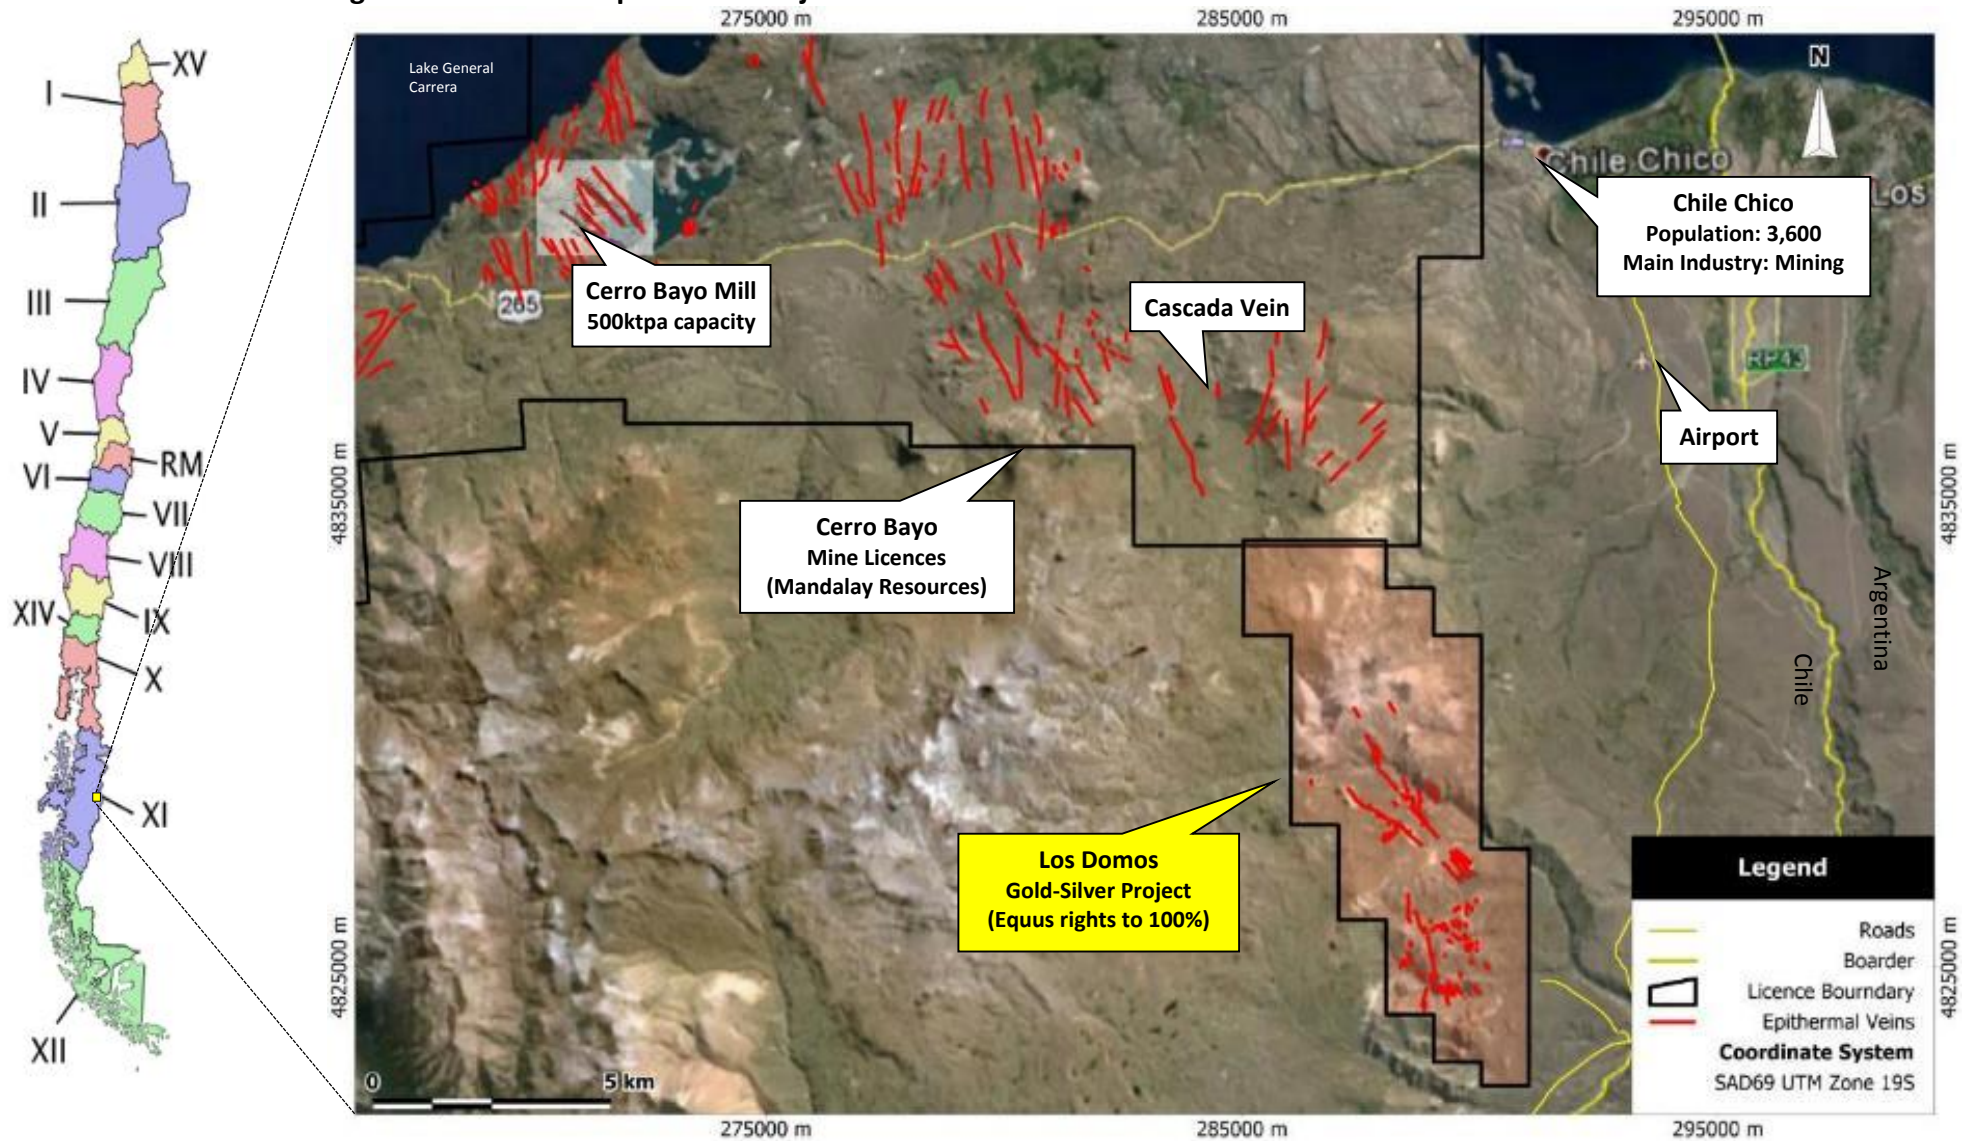 275000 m
285000 m
295000 m
XV
I
II
III
IV
V
RM
VI
VII
VIII
XIV
IX
X
XI
XII
Lake General
Carrera
N
Chile Chico
Los
Chile Chico
Population: 3,600
Main Industry: Mining
Cerro Bayo Mill
500ktpa capacity
265
Cascada Vein
RP43
Airport
4835000 m
4835000 m
Cerro Bayo
Mine Licences
(Mandalay Resources)
Argentina
Chile
Los Domos
Gold-Silver Project
(Equus rights to 100%)
4825000 m
4825000 m
Legend
Roads
Boarder
Licence Bourndary
Epithermal Veins
Coordinate System
SAD69 UTM Zone 19S
0
5 km
275000 m
285000 m
295000 m